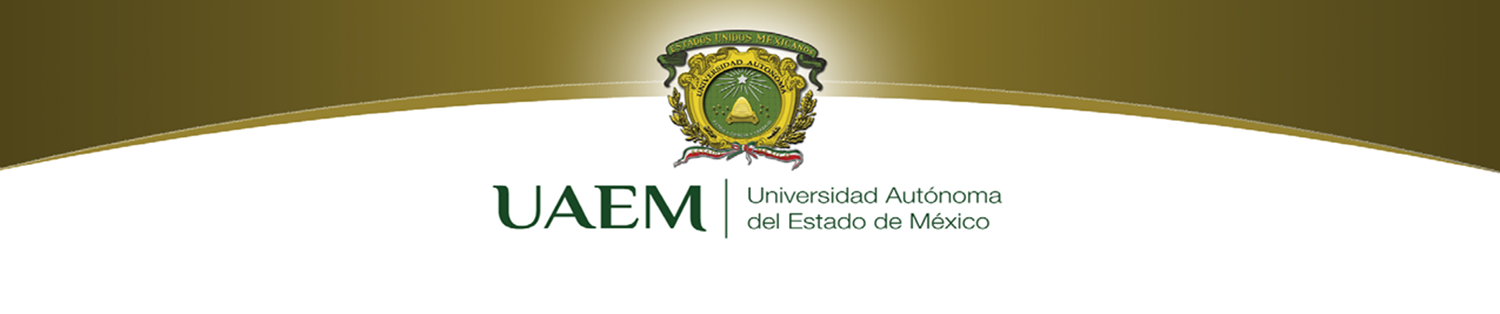 ESTADOS UNIDOS MEXICANOS
UNIVERSIDAD AUTÓNOMA
UAEM
Universidad Autónoma
del Estado de México